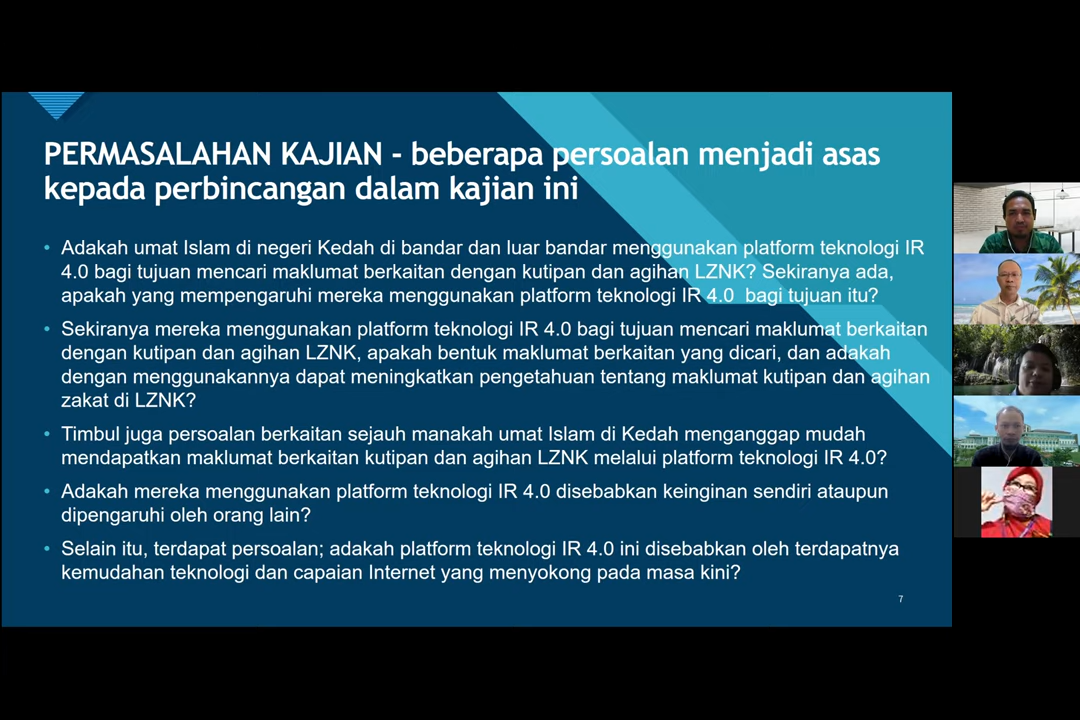 PERMASALAHAN KAJIAN - beberapa persoalan menjadi asas
kepada perbincangan dalam kajian ini
• Adakah umat Islam di negeri Kedah di bandar dan luar bandar menggunakan platform teknologi IR
4.0 bagi tujuan mencari maklumat berkaitan dengan kutipan dan agihan LZNK? Sekiranya ada,
apakah yang mempengaruhi mereka menggunakan platform teknologi IR 4.0 bagi tujuan itu?
• Sekiranya mereka menggunakan platform teknologi IR 4.0 bagi tujuan mencari maklumat berkaitan
dengan kutipan dan agihan LZNK, apakah bentuk maklumat berkaitan yang dicari, dan adakah
dengan menggunakannya dapat meningkatkan pengetahuan tentang maklumat kutipan dan agihan
zakat di LZNK?
• Timbul juga persoalan berkaitan sejauh manakah umat Islam di Kedah menganggap mudah
mendapatkan maklumat berkaitan kutipan dan agihan LZNK melalui platform teknologi IR 4.0?
• Adakah mereka menggunakan platform teknologi IR 4.0 disebabkan keinginan sendiri ataupun
dipengaruhi oleh orang lain?
• Selain itu, terdapat persoalan; adakah platform teknologi IR 4.0 ini disebabkan oleh terdapatnya
kemudahan teknologi dan capaian Internet yang menyokong pada masa kini?
7